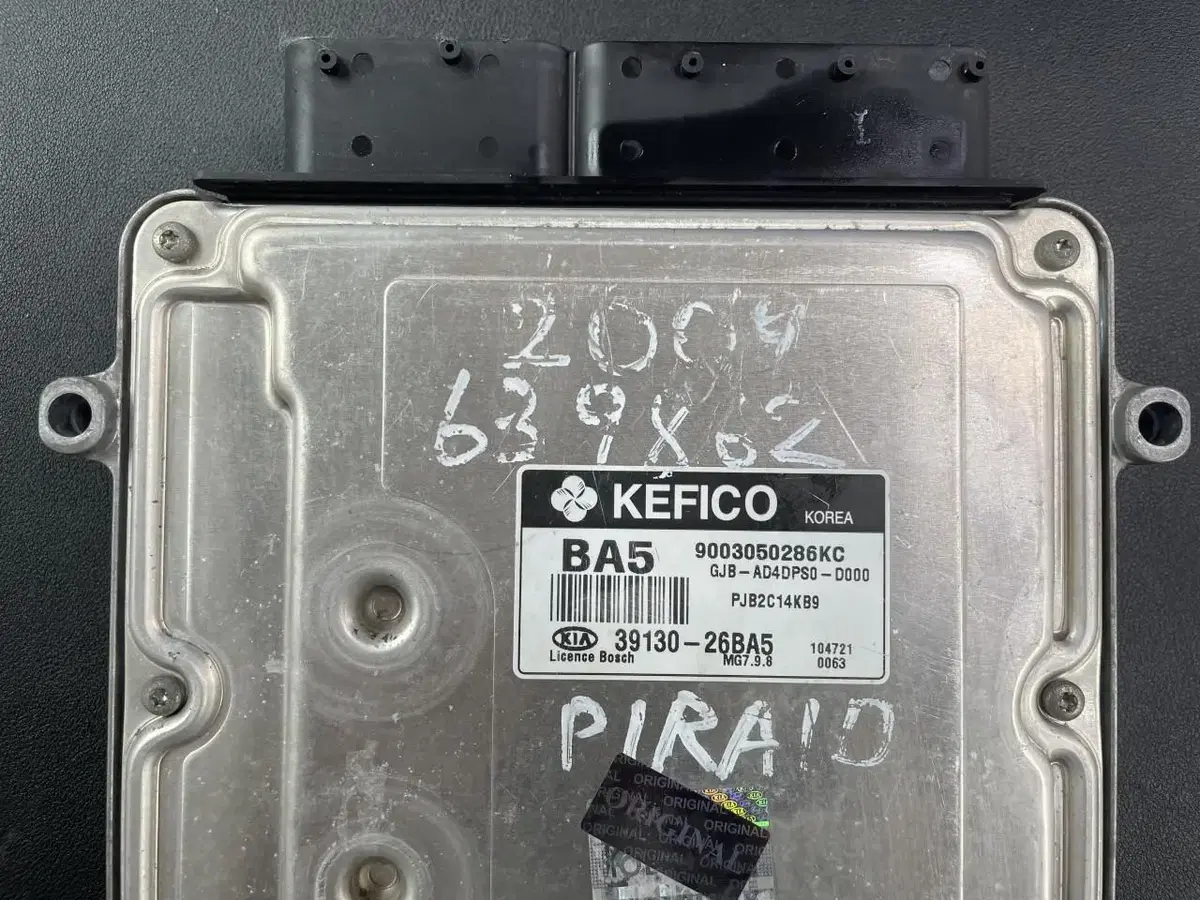 2009
639X02
KEFICO KOREA
BA5 9003050286KC
GJB-AD4DPS0-D000
PJB2C14KB9
KIA 39130-26BA5 104721
Licence Bosch MG7.9.8 0063
PIRAID
ORIGINAL